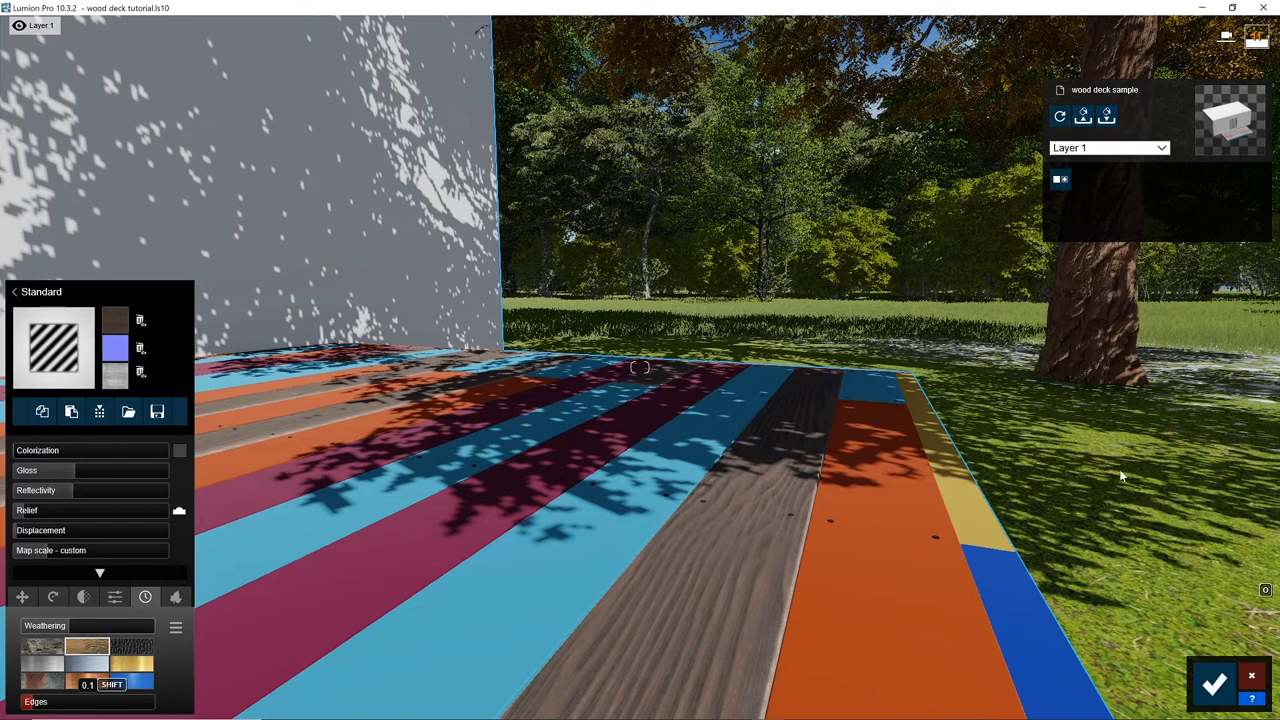 Lumion Pro 10.3.2 - wood deck tutorial.ls10
Layer 1
wood deck sample
Layer 1
Standard
Colorization
Gloss
Reflectivity
Relief
Displacement
Map scale - custom
Weathering
0.1 SHIFT
Edges
O
?